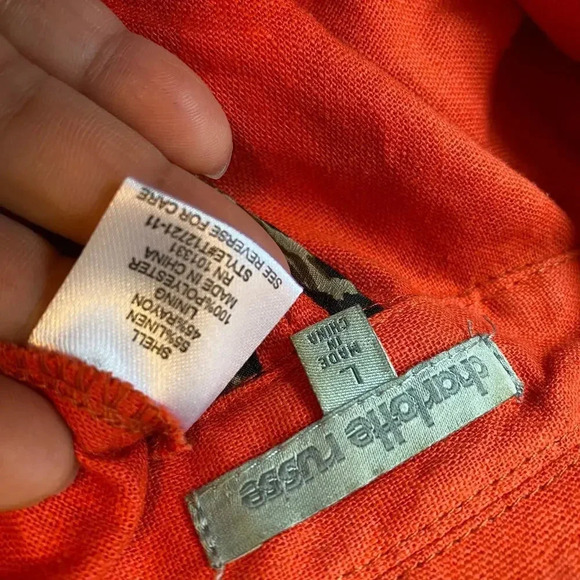 SHELL
55%LINEN
45%RAYON
LINING
100%POLYESTER
MADE IN CHINA
RN 101331
STYLE#T12121-11
SEE REVERSE FOR CARE
charlotte russe
L
MADE
IN
CHINA